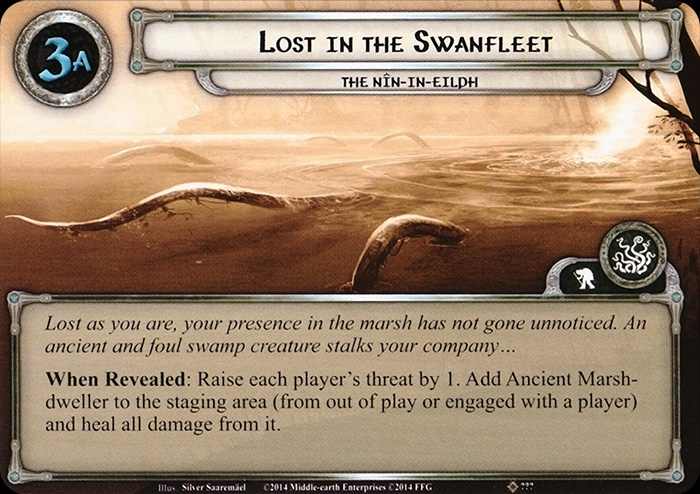 3A
LOST IN THE SWANFLEET
THE NÎN-IN-EILPH
Lost as you are, your presence in the marsh has not gone unnoticed. An
ancient and foul swamp creature stalks your company…
When Revealed: Raise each player's threat by 1. Add Ancient Marsh-
dweller to the staging area (from out of play or engaged with a player)
and heal all damage from it.
Illus. Silver Saaremäel ©2014 Middle-earth Enterprises ©2014 FFG ???